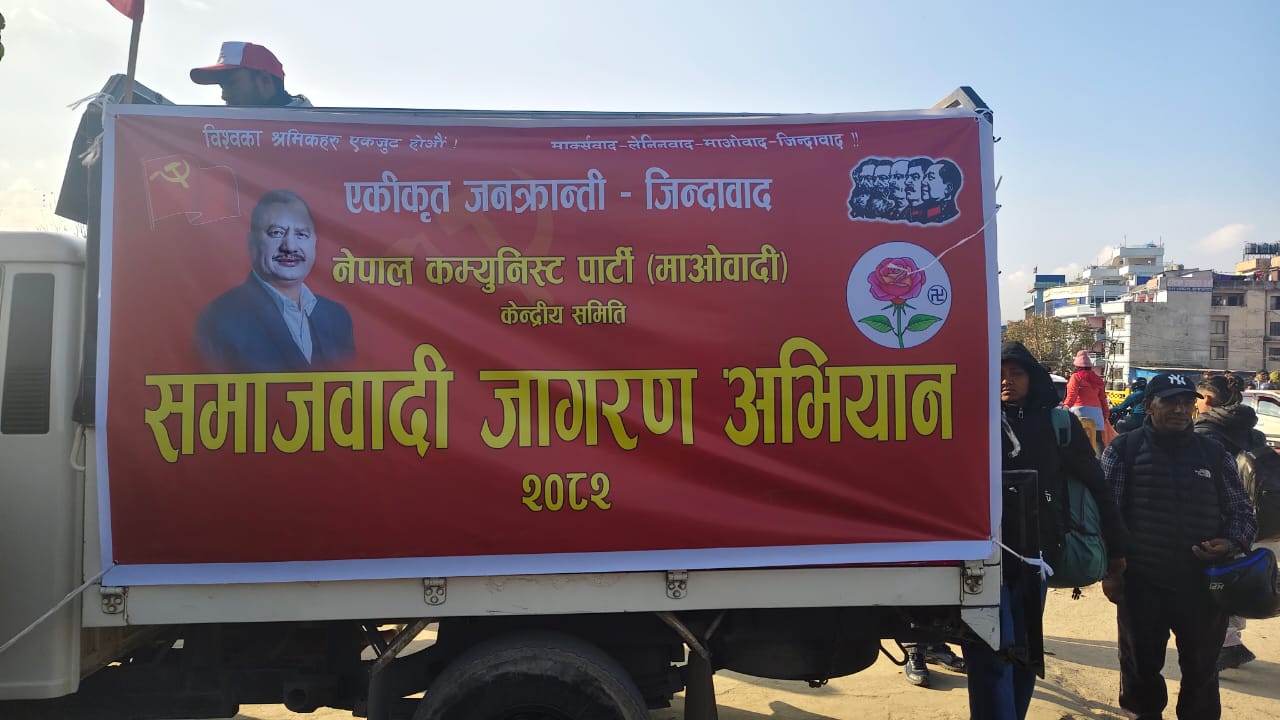 विश्वका श्रमिकहरु एकजुट होऔं ! मार्क्सवाद-लेनिनवाद-माओवाद-जिन्दावाद !!
एकीकृत जनक्रान्ती - जिन्दावाद
नेपाल कम्युनिस्ट पार्टी (माओवादी)
केन्द्रीय समिति
समाजवादी जागरण अभियान
२०८२